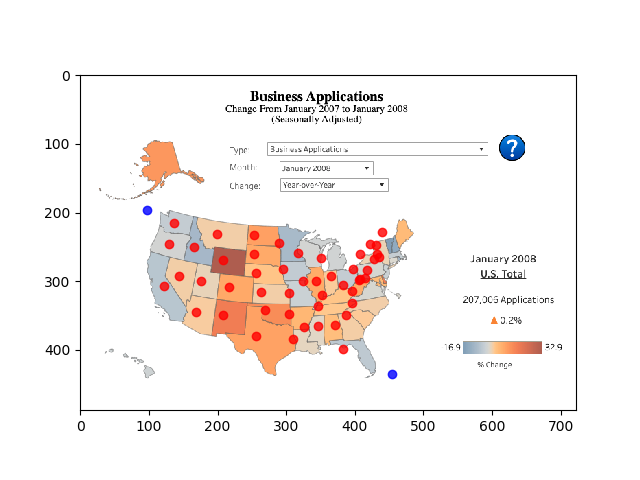 Business Applications
Change From January 2007 to January 2008
(Seasonally Adjusted)
Type: Business Applications
?
Month: January 2008
Change: Year-over-Year
January 2008
U.S. Total
207,006 Applications
▲ 0.2%
16.9 32.9
% Change
0
100
200
300
400
0 100 200 300 400 500 600 700